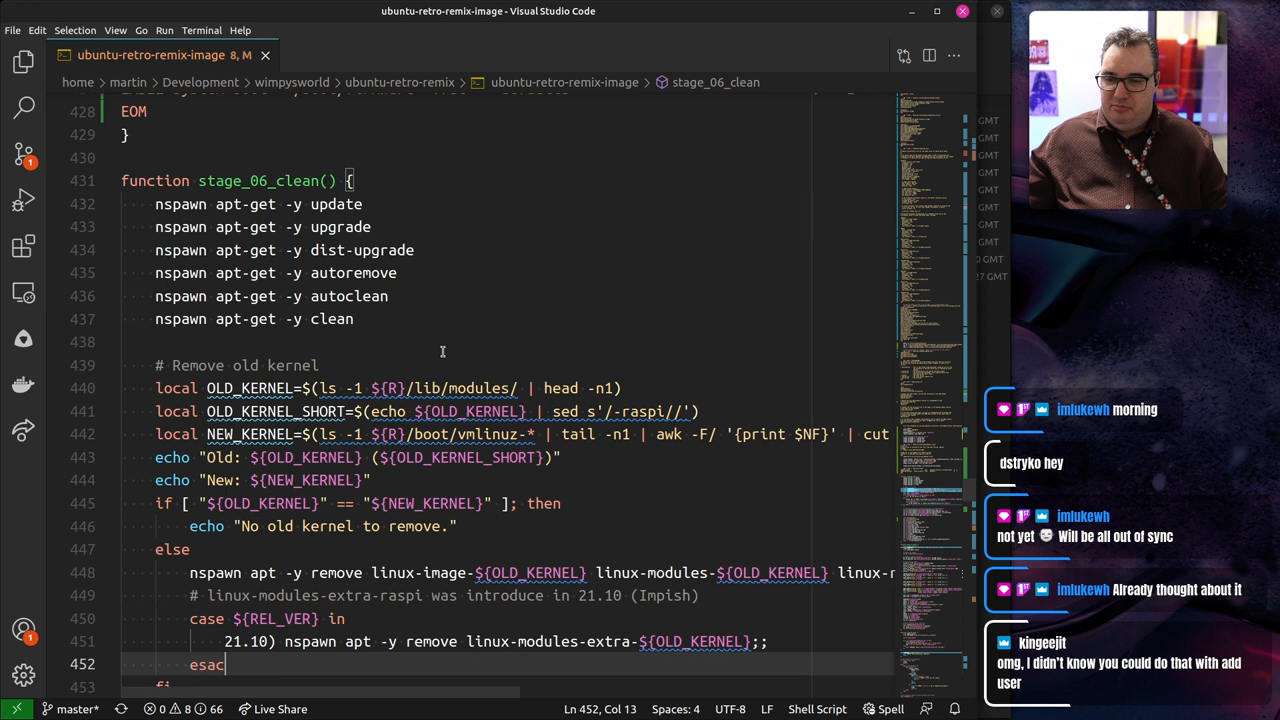 ubuntu-retro-remix-image - Visual Studio Code
File Edit Selection View Go Run Terminal Help
ubuntu-retro-remix-image 8, M
home martin Development wimpysworld ubuntu-retro-remix ubuntu-retro-remix-image stage_06_clean
428 EOM
429 }
430
431 function stage_06_clean() {
432 nspawn apt-get -y update
433 nspawn apt-get -y upgrade
434 nspawn apt-get -y dist-upgrade
435 nspawn apt-get -y autoremove
436 nspawn apt-get -y autoclean
437 nspawn apt-get -y clean
438
439 # Remove old kernel
440 local OLD_KERNEL=$(ls -1 ${R}/lib/modules/ | head -n1)
441 local OLD_KERNEL_SHORT=$(echo ${OLD_KERNEL} | sed s'/-raspi//')
442 local NEW_KERNEL=$(ls -1 ${R}/boot/vmlinuz-* | tail -n1 | awk -F/ '{print $NF}' | cut
443 echo "Old: ${OLD_KERNEL} (${OLD_KERNEL_SHORT})"
444 echo "New: ${NEW_KERNEL}"
445 if [ "${OLD_KERNEL}" == "${NEW_KERNEL}" ]; then
446 echo "No old kernel to remove."
447 else
448 nspawn apt -y remove linux-image-${OLD_KERNEL} linux-modules-${OLD_KERNEL} linux-
449 # linux-modules-extra-raspi was introduce in 21.10 (Impish)
450 case ${REL_VER} in
451 21.10) nspawn apt -y remove linux-modules-extra-${OLD_KERNEL};;
452 esac
453 fi
master* 0 8 0 Live Share Ln 452, Col 13 Spaces: 4 UTF-8 LF Shell Script Spell
1
1
GMT
GMT
GMT
GMT
GMT
GMT
GMT
GMT
0 GMT
27 GMT
imlukewh morning
dstryko hey
imlukewh
not yet Will be all out of sync
imlukewh Already thought about it
kingeejit
omg, I didn't know you could do that with add
user